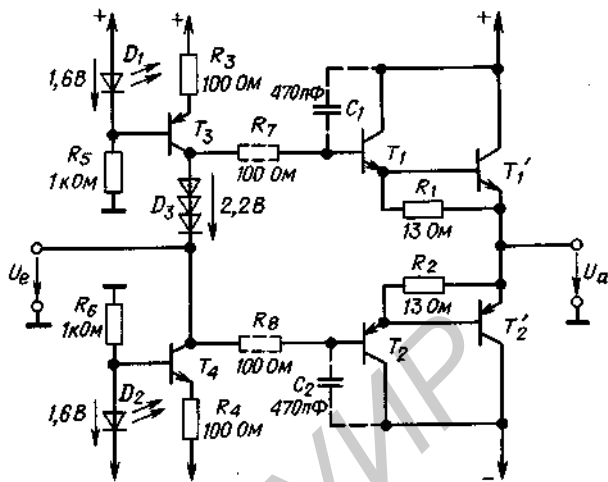 + + +
D1
1,6В
R3
100 Ом
470пФ
C1
T3
R7
100 Ом
T1
T1'
R5
1кОм
D3
2,2В
R1
13 Ом
Ue
Ua
R6
1кОм
R2
13 Ом
R8
100 Ом
T4
T2
T2'
D2
1,6В
R4
100 Ом
C2
470пФ
УИР
-